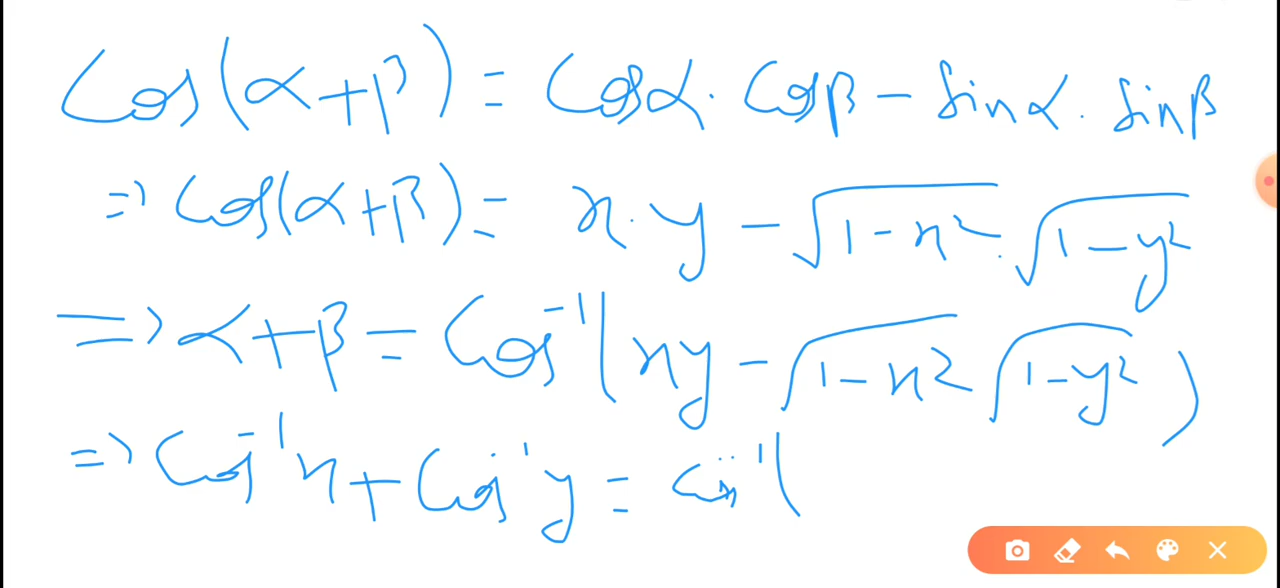 Cos(α+β) = Cosα. Cosβ - Sinα. Sinβ
⇒ Cos(α+β) = x.y - √(1-x²) . √(1-y²)
⇒ α+β = Cos⁻¹(xy - √(1-x²) √(1-y²))
⇒ Cos⁻¹x + Cos⁻¹y = Cos⁻¹(